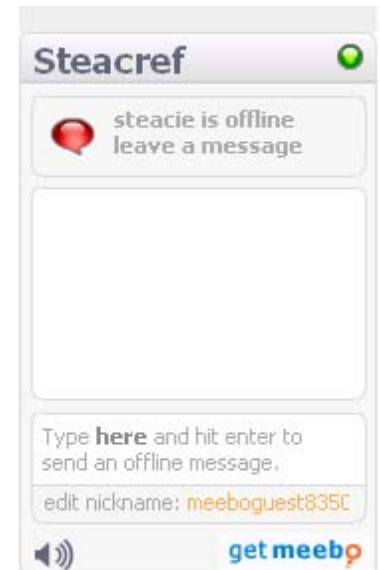 Steacref
steacie is offline
leave a message
Type here and hit enter to
send an offline message.
edit nickname: meeboguest835
get meebo